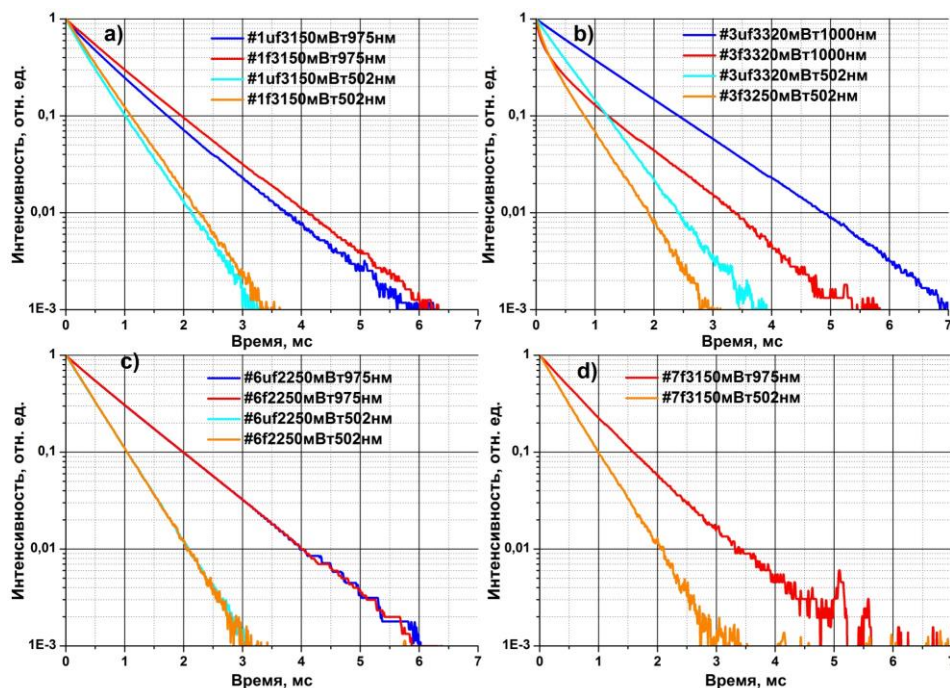 a)
#1uf3150мВт975нм
#1f3150мВт975нм
#1uf3150мВт502нм
#1f3150мВт502нм
Интенсивность, отн. ед.
1
0,1
0,01
1E-3
0 1 2 3 4 5 6 7
Время, мс
b)
#3uf3320мВт1000нм
#3f3320мВт1000нм
#3uf3320мВт502нм
#3f3250мВт502нм
Интенсивность, отн. ед.
1
0,1
0,01
1E-3
0 1 2 3 4 5 6 7
Время, мс
c)
#6uf2250мВт975нм
#6f2250мВт975нм
#6uf2250мВт502нм
#6f2250мВт502нм
Интенсивность, отн. ед.
1
0,1
0,01
1E-3
0 1 2 3 4 5 6 7
Время, мс
d)
#7f3150мВт975нм
#7f3150мВт502нм
Интенсивность, отн. ед.
1
0,1
0,01
1E-3
0 1 2 3 4 5 6 7
Время, мс